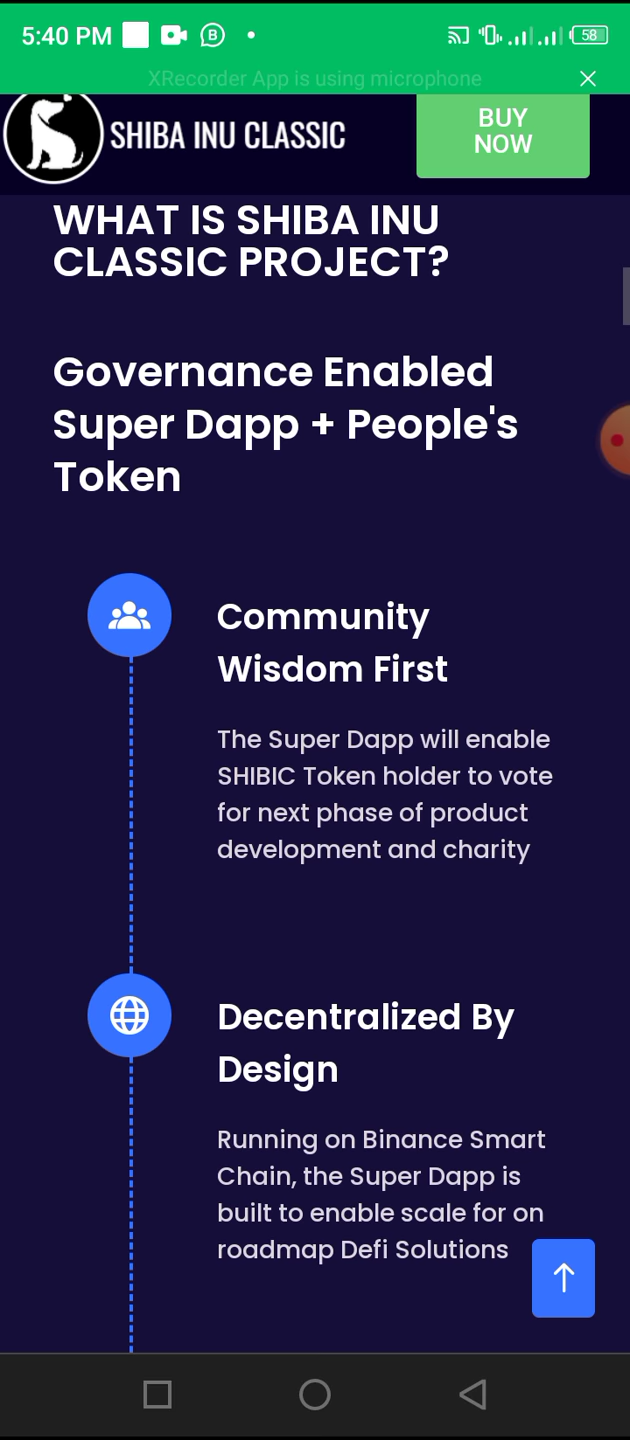 5:40 PM
B
58
XRecorder App is using microphone
SHIBA INU CLASSIC
BUY
NOW
WHAT IS SHIBA INU
CLASSIC PROJECT?
Governance Enabled
Super Dapp + People's
Token
Community
Wisdom First
The Super Dapp will enable
SHIBIC Token holder to vote
for next phase of product
development and charity
Decentralized By
Design
Running on Binance Smart
Chain, the Super Dapp is
built to enable scale for on
roadmap Defi Solutions